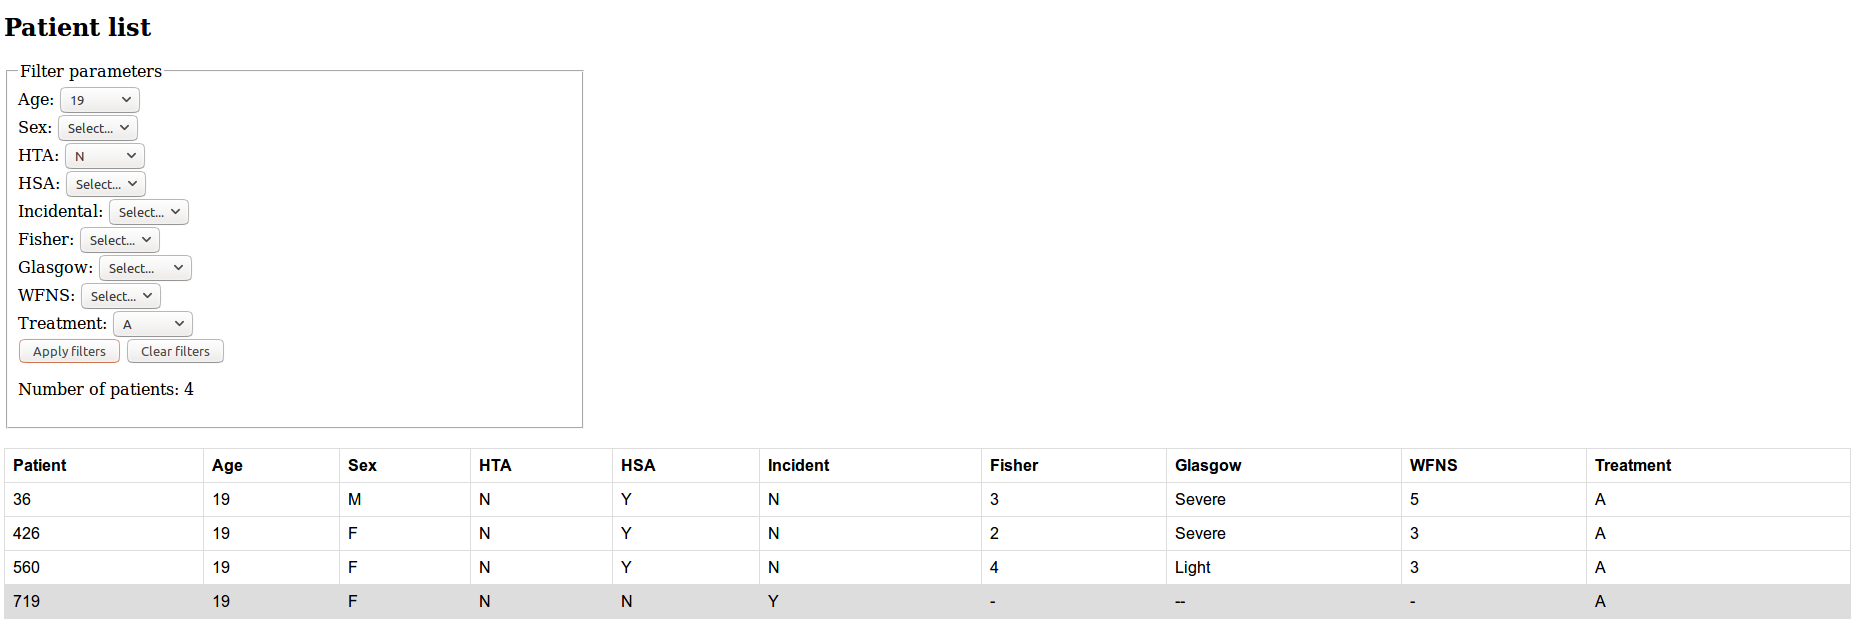 Patient list
Filter parameters
Age: 19
Sex: Select...
HTA: N
HSA: Select...
Incidental: Select...
Fisher: Select...
Glasgow: Select...
WFNS: Select...
Treatment: A
Apply filters Clear filters
Number of patients: 4
Patient Age Sex HTA HSA Incident Fisher Glasgow WFNS Treatment
36 19 M N Y N 3 Severe 5 A
426 19 F N Y N 2 Severe 3 A
560 19 F N Y N 4 Light 3 A
719 19 F N N Y - -- - A